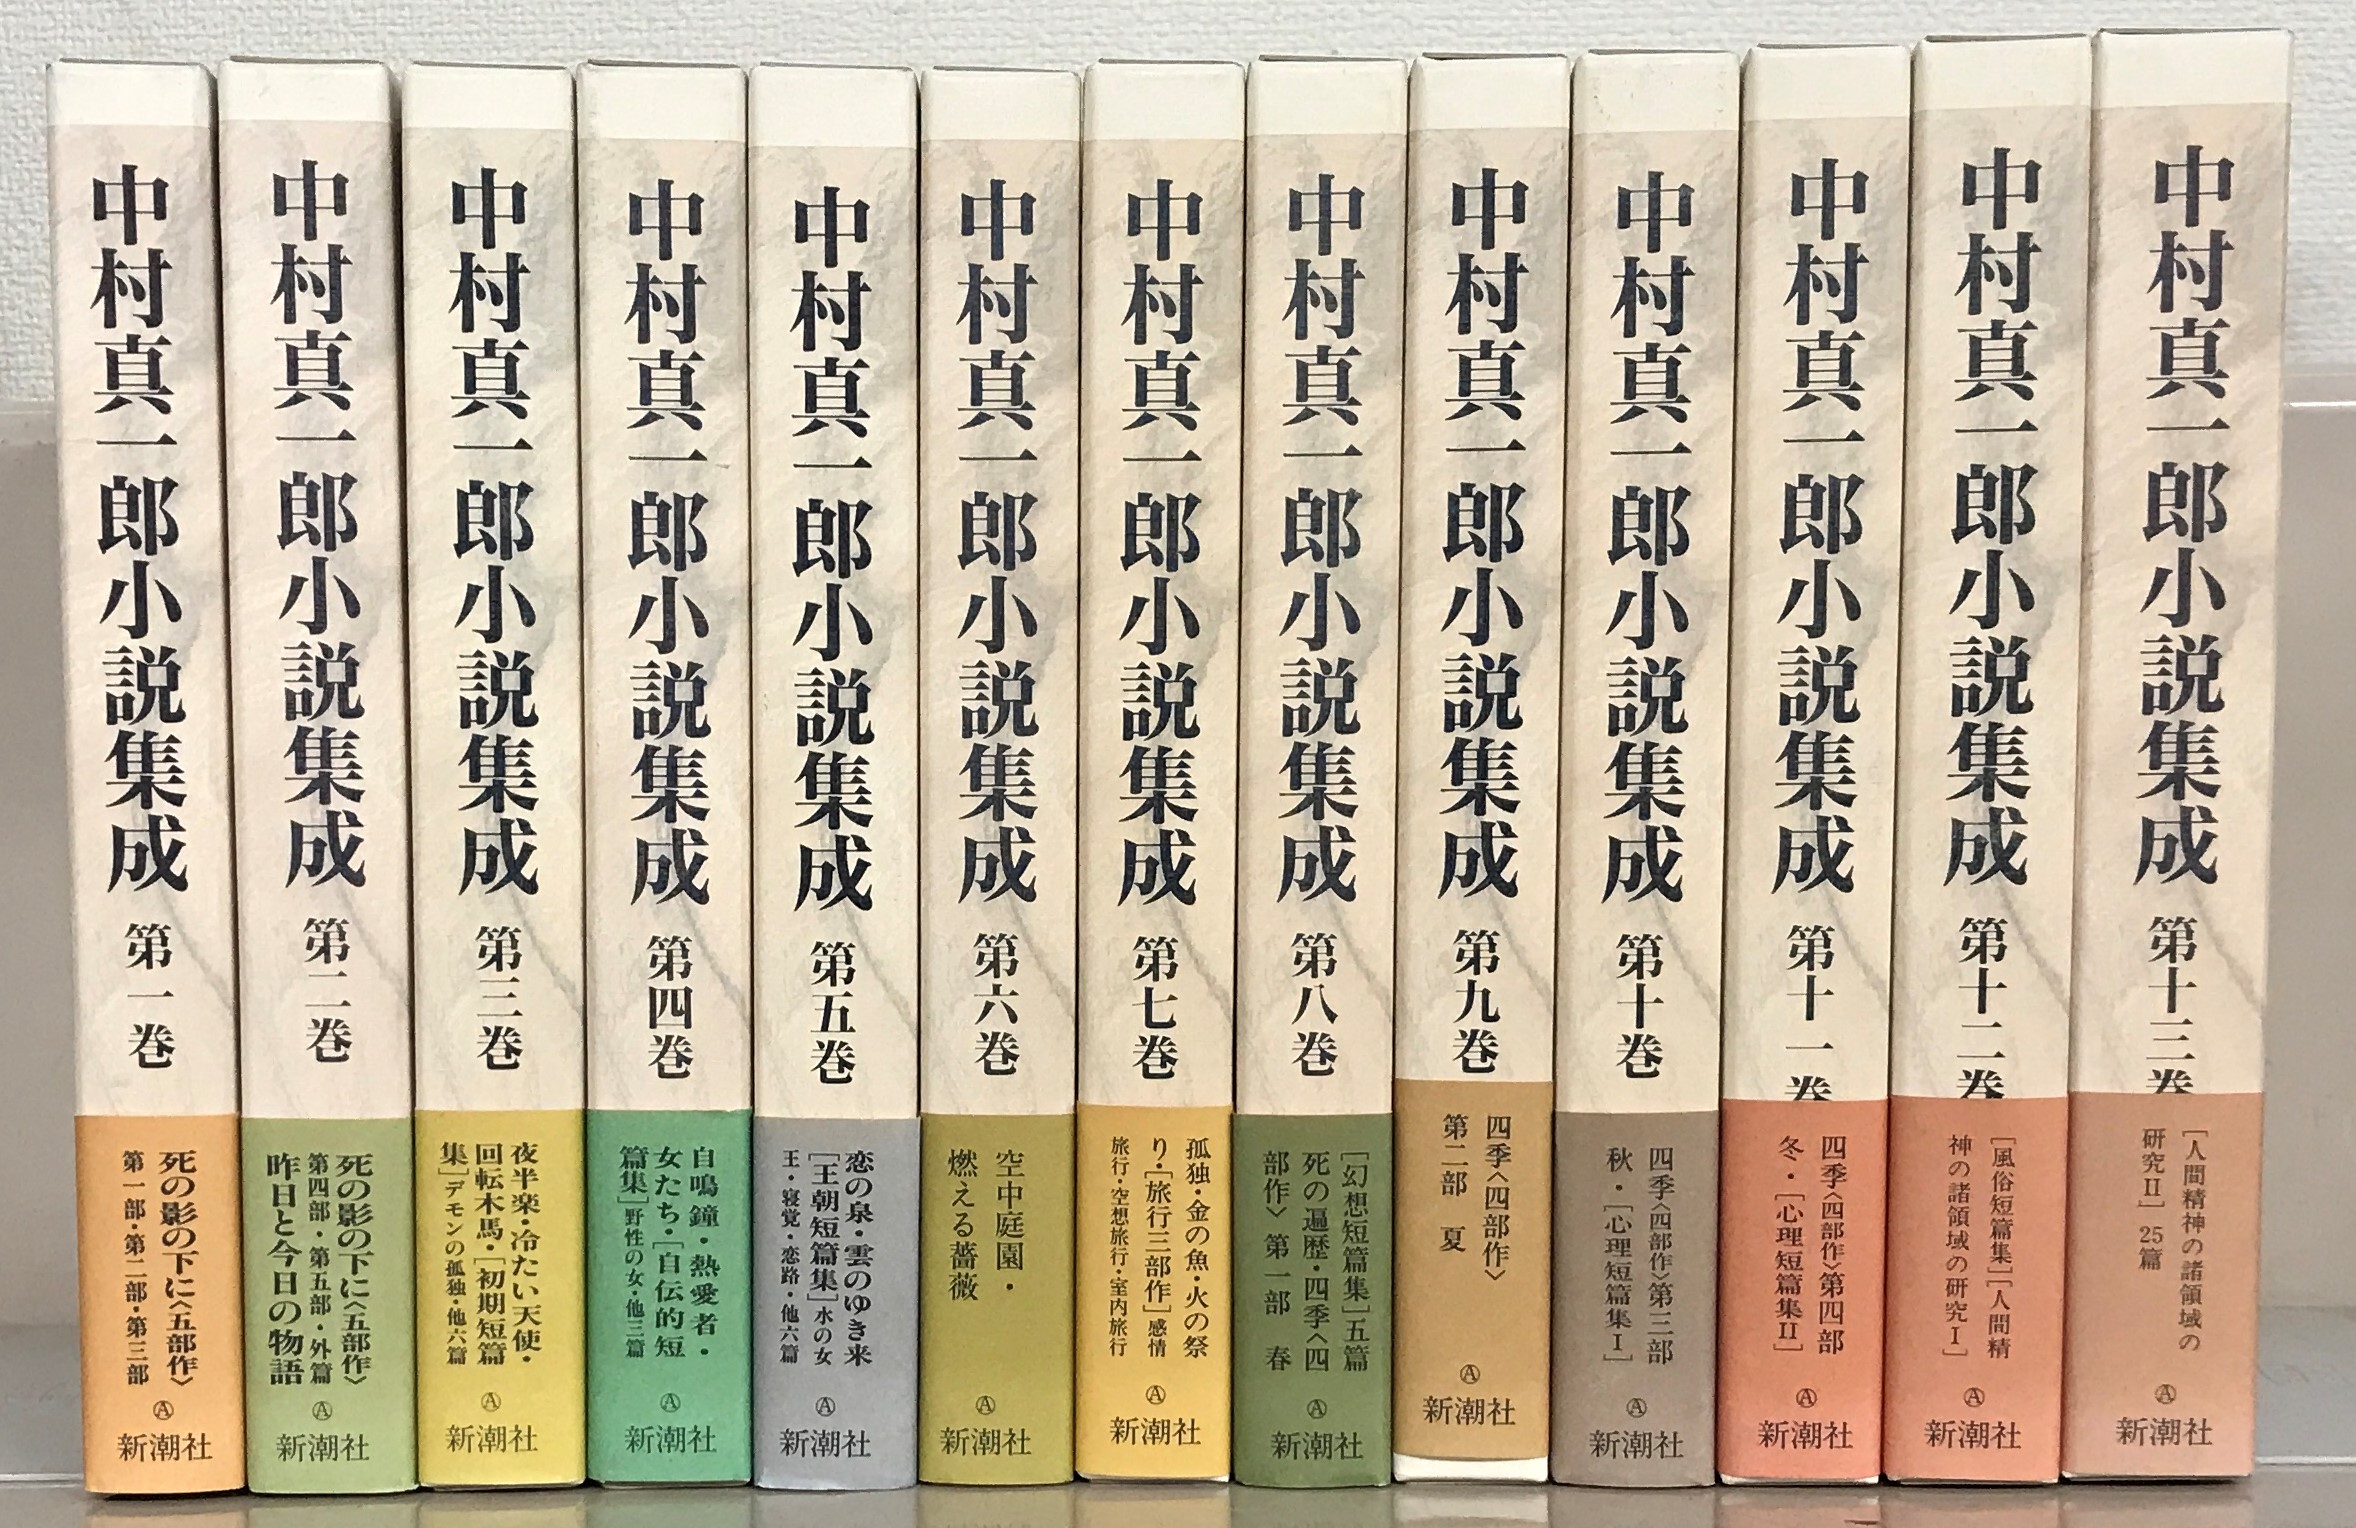 中村真一郎小説集成 第一巻
死の影の下に〈五部作〉
第一部・第二部・第三部
Ⓐ
新潮社
中村真一郎小説集成 第二巻
死の影の下に〈五部作〉
第四部・第五部・外篇
昨日と今日の物語
Ⓐ
新潮社
中村真一郎小説集成 第三巻
夜半楽・冷たい天使・
回転木馬・［初期短篇
集］デモンの孤独・他六篇
Ⓐ
新潮社
中村真一郎小説集成 第四巻
自鳴鐘・熱愛者・
女たち・［自伝的短
篇集］野性の女・他三篇
Ⓐ
新潮社
中村真一郎小説集成 第五巻
恋の泉・雲のゆき来
［王朝短篇集］水の女
王・寝覚・恋路・他六篇
Ⓐ
新潮社
中村真一郎小説集成 第六巻
空中庭園・
燃える薔薇
Ⓐ
新潮社
中村真一郎小説集成 第七巻
孤独・金の魚・火の祭
り・［旅行三部作］感情
旅行・空想旅行・室内旅行
Ⓐ
新潮社
中村真一郎小説集成 第八巻
［幻想短篇集］五篇
死の遍歴・四季〈四
部作〉第一部 春
Ⓐ
新潮社
中村真一郎小説集成 第九巻
四季〈四部作〉
第二部 夏
Ⓐ
新潮社
中村真一郎小説集成 第十巻
四季〈四部作〉第三部
秋・［心理短篇集Ⅰ］
Ⓐ
新潮社
中村真一郎小説集成 第十一巻
四季〈四部作〉第四部
冬・［心理短篇集Ⅱ］
Ⓐ
新潮社
中村真一郎小説集成 第十二巻
［風俗短篇集］［人間精
神の諸領域の研究Ⅰ］
Ⓐ
新潮社
中村真一郎小説集成 第十三巻
［人間精神の諸領域の
研究Ⅱ］25篇
Ⓐ
新潮社